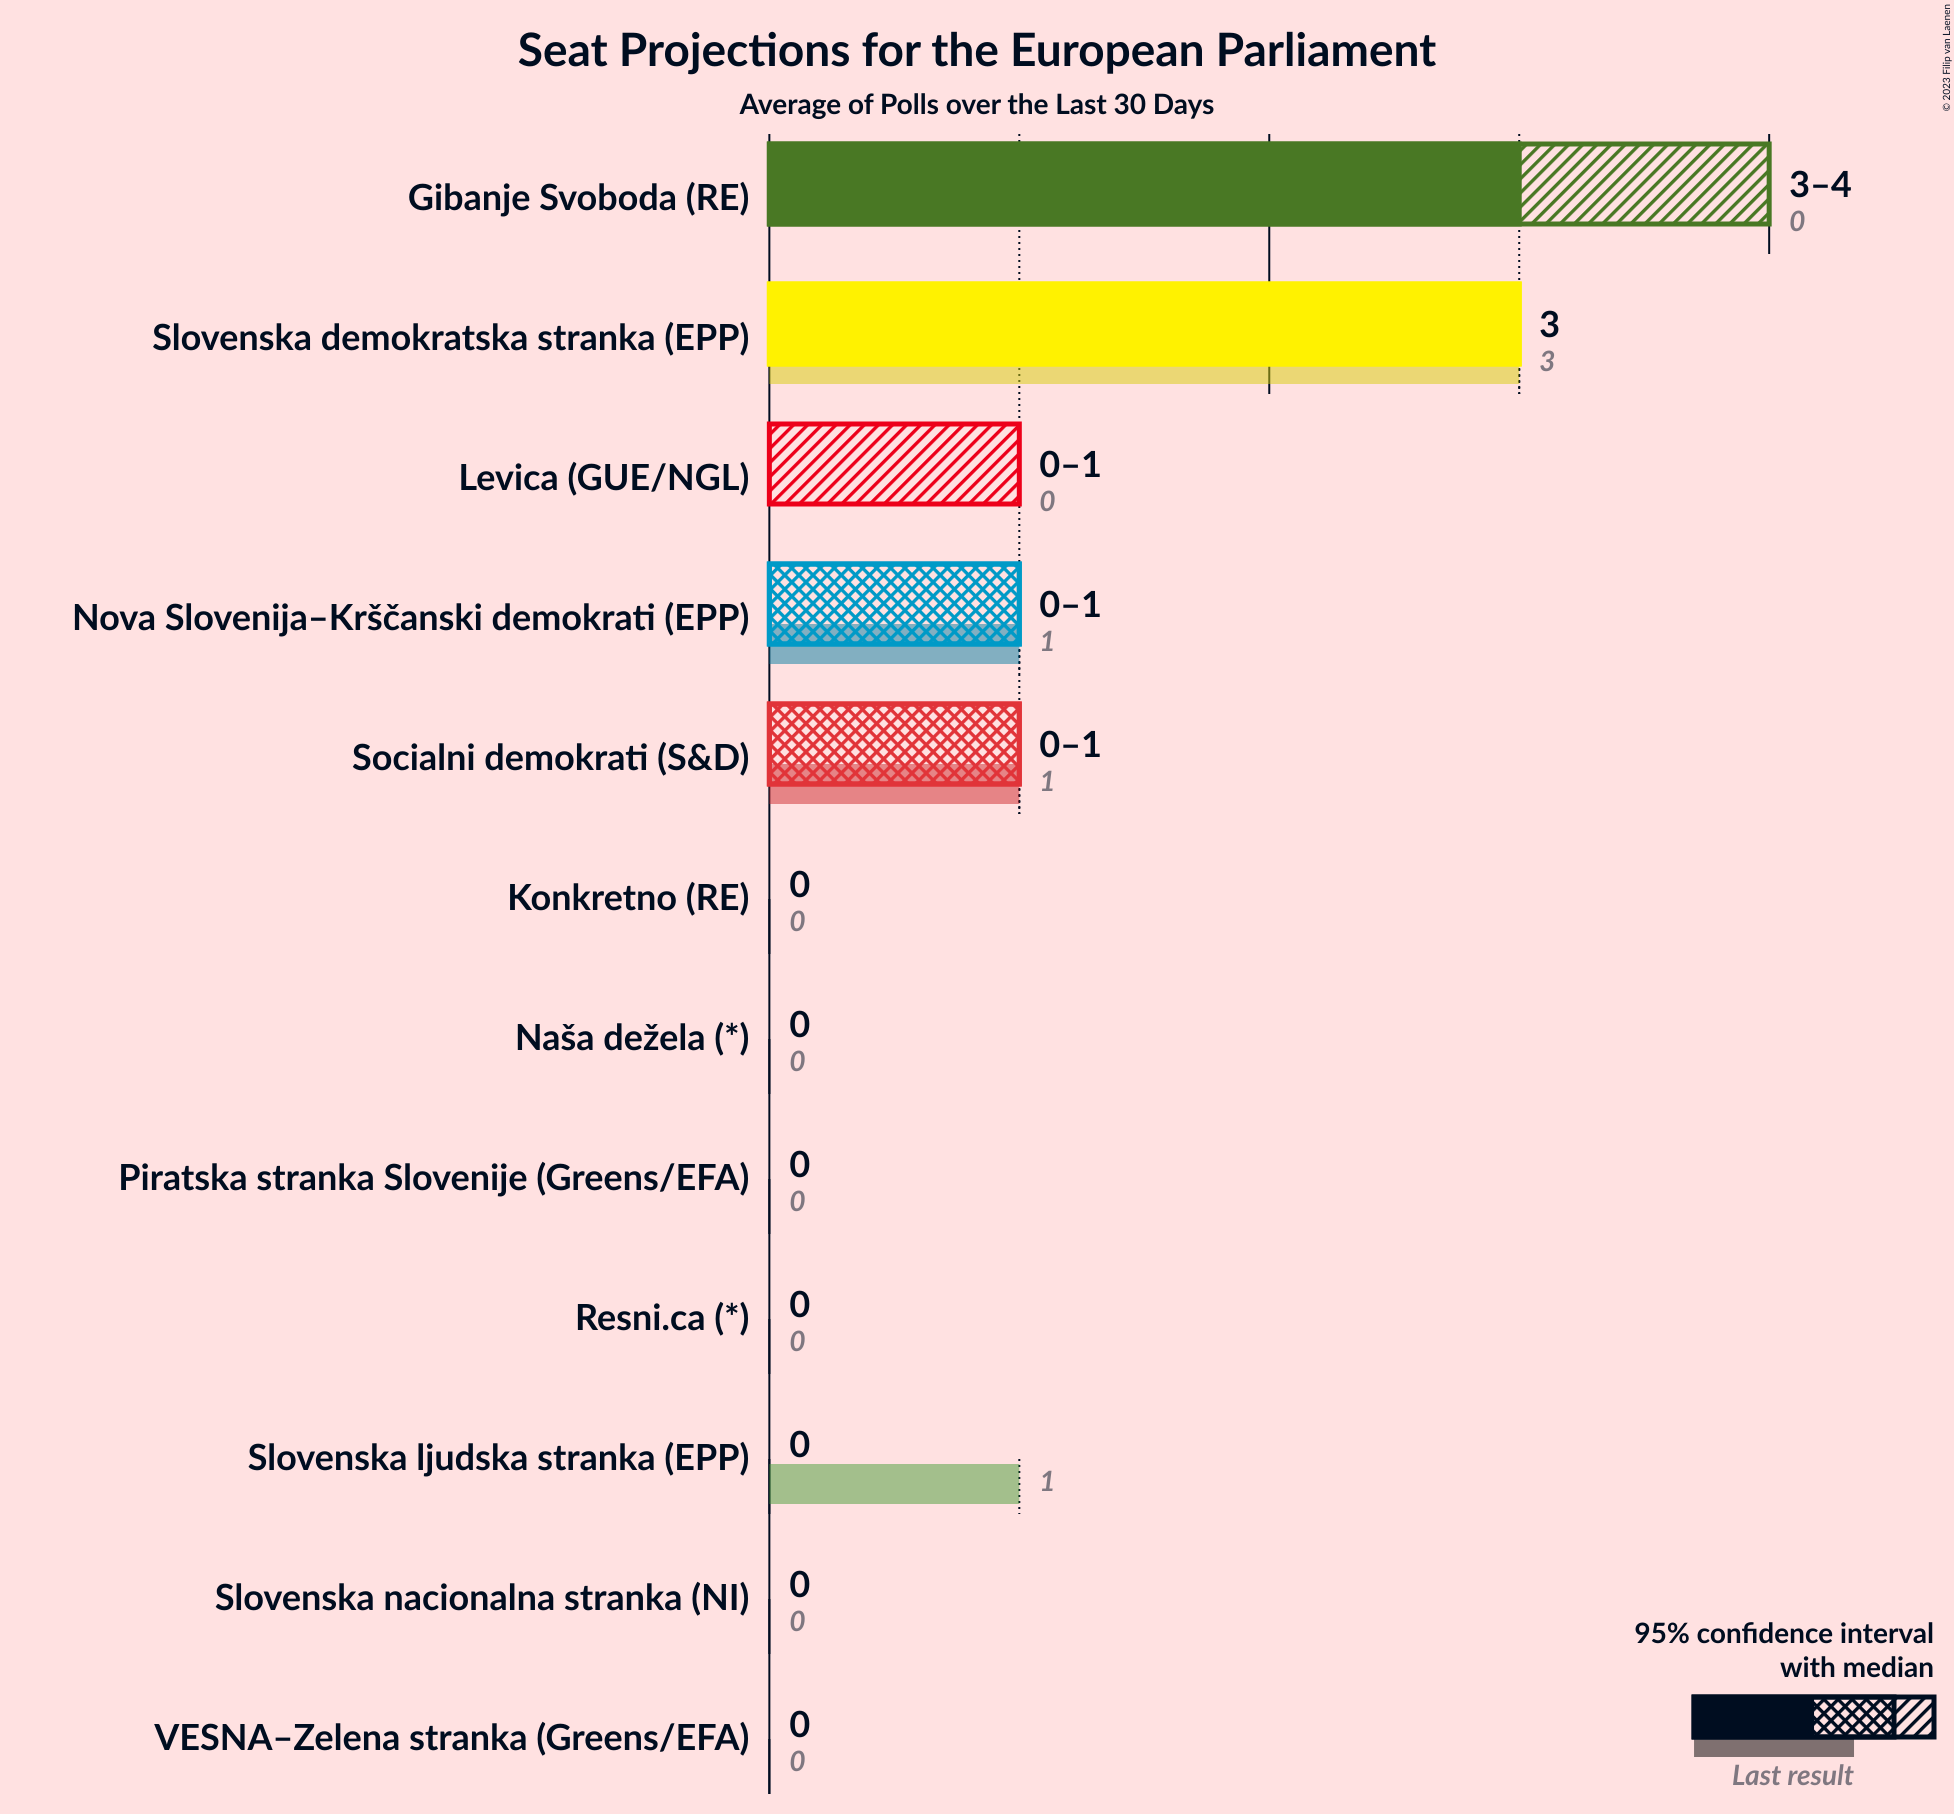 Seat Projections for the European Parliament
Average of Polls over the Last 30 Days
© 2023 Filip van Laenen
Gibanje Svoboda (RE)
3–4
0
Slovenska demokratska stranka (EPP)
3
3
Levica (GUE/NGL)
0–1
0
Nova Slovenija–Krščanski demokrati (EPP)
0–1
1
Socialni demokrati (S&D)
0–1
1
Konkretno (RE)
0
0
Naša dežela (*)
0
0
Piratska stranka Slovenije (Greens/EFA)
0
0
Resni.ca (*)
0
0
Slovenska ljudska stranka (EPP)
0
1
Slovenska nacionalna stranka (NI)
0
0
VESNA–Zelena stranka (Greens/EFA)
0
0
95% confidence interval
with median
Last result